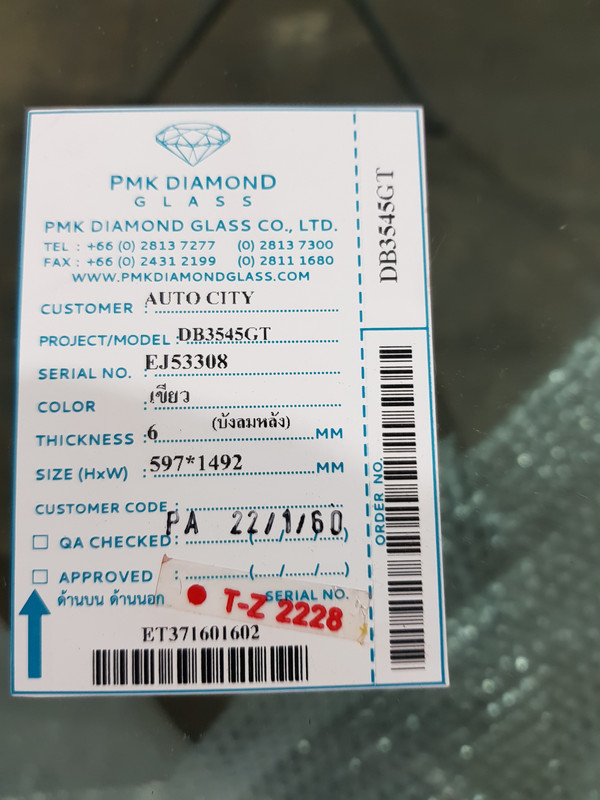 PMK DIAMOND
GLASS
PMK DIAMOND GLASS CO., LTD.
TEL : +66 (0) 2813 7277 (0) 2813 7300
FAX : +66 (0) 2431 2199 (0) 2811 1680
WWW.PMKDIAMONDGLASS.COM
CUSTOMER : AUTO CITY
PROJECT/MODEL : DB3545GT
SERIAL NO. : EJ53308
COLOR : เขียว
(บังลมหลัง)
THICKNESS : 6 MM
SIZE (HxW) : 597*1492 MM
CUSTOMER CODE :
PA 22/1/60
QA CHECKED : (...../...../.....)
APPROVED : (...../...../.....)
ด้านบน ด้านนอก
SERIAL NO.
T-Z 2228
ET371601602
DB3545GT
ORDER NO.